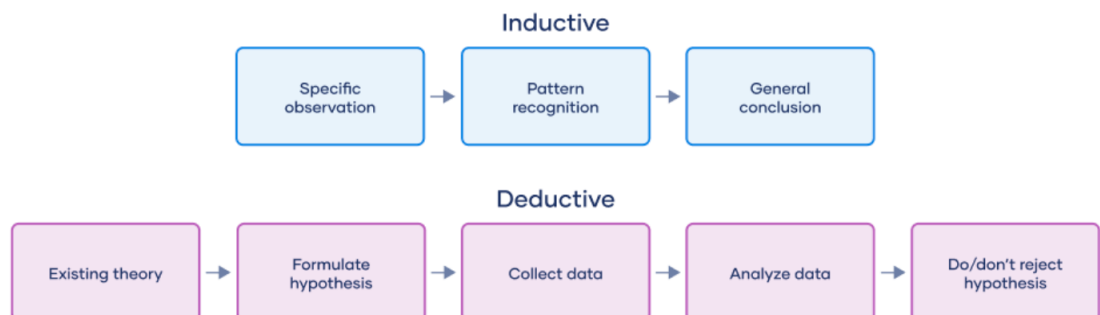 Inductive
Specific
observation
Pattern
recognition
General
conclusion
Deductive
Existing theory
Formulate
hypothesis
Collect data
Analyze data
Do/don't reject
hypothesis